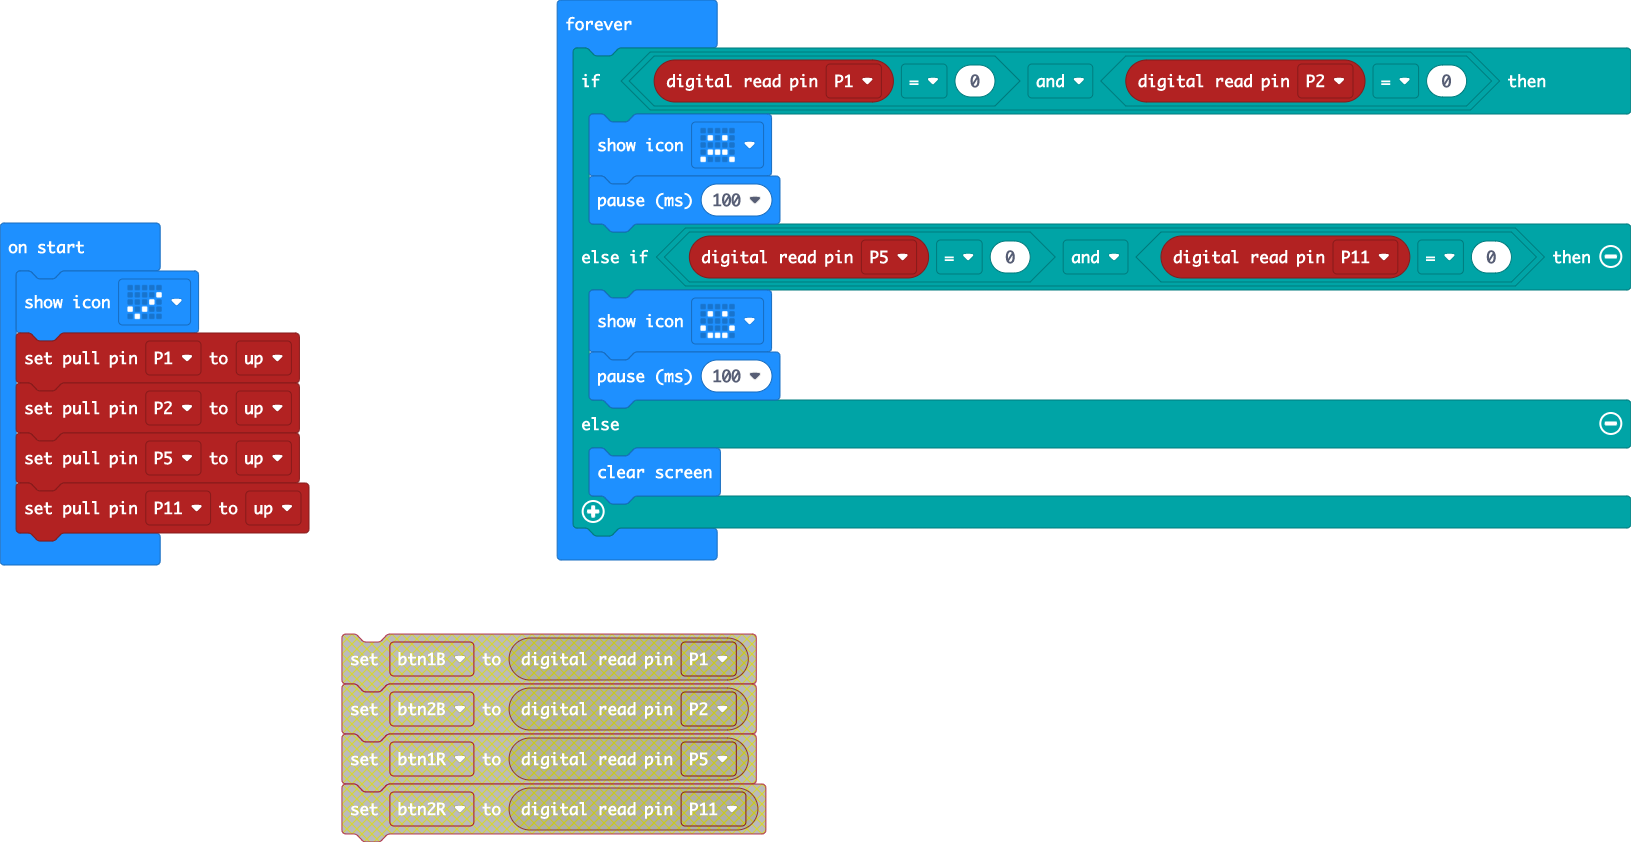 forever
if digital read pin P1 = 0 and digital read pin P2 = 0 then
show icon
pause (ms) 100
else if digital read pin P5 = 0 and digital read pin P11 = 0 then
show icon
pause (ms) 100
else
clear screen
on start
show icon
set pull pin P1 to up
set pull pin P2 to up
set pull pin P5 to up
set pull pin P11 to up
set btn1B to digital read pin P1
set btn2B to digital read pin P2
set btn1R to digital read pin P5
set btn2R to digital read pin P11